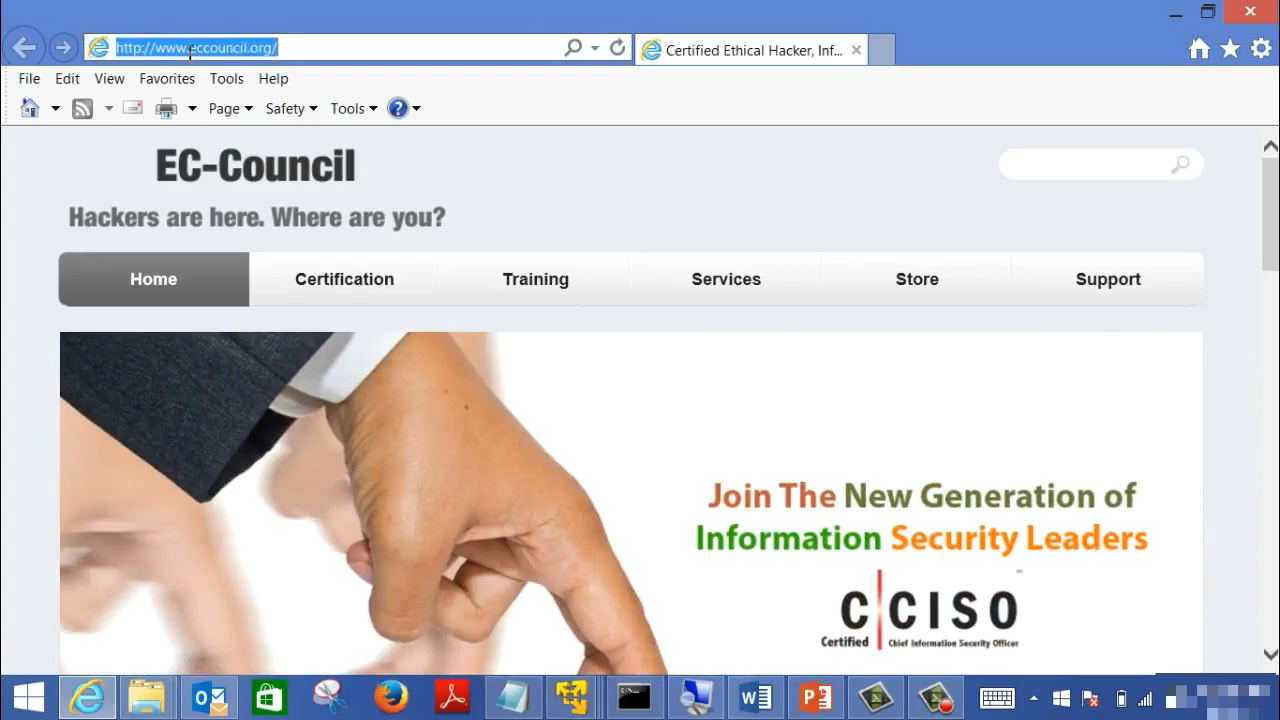 http://www.eccouncil.org/
Certified Ethical Hacker, Inf...
File Edit View Favorites Tools Help
Page Safety Tools
EC-Council
Hackers are here. Where are you?
Home Certification Training Services Store Support
Join The New Generation of
Information Security Leaders
C CISO
Certified Chief Information Security Officer